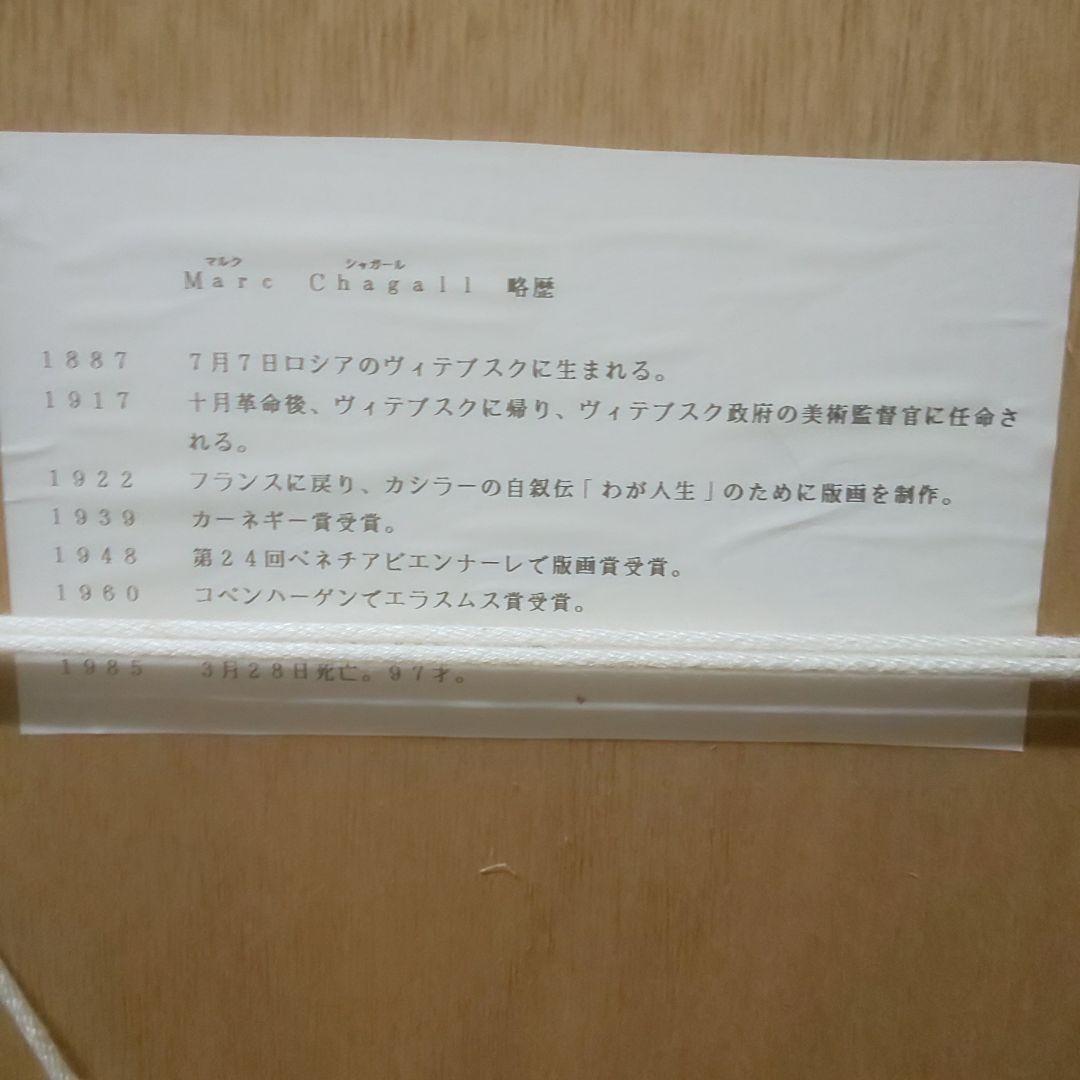 マルク シャガール
Marc Chagall 略歴
1887 7月7日ロシアのヴィテブスクに生まれる。
1917 十月革命後、ヴィテブスクに帰り、ヴィテブスク政府の美術監督官に任命さ
れる。
1922 フランスに戻り、カシラーの自叙伝「わが人生」のために版画を制作。
1939 カーネギー賞受賞。
1948 第24回ベネチアビエンナーレで版画賞受賞。
1960 コペンハーゲンでエラスムス賞受賞。
1985 3月28日死亡。97才。